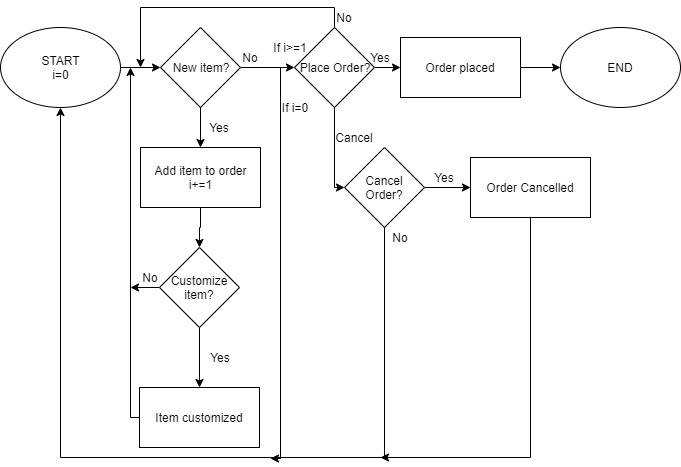 No
If i>=1
START
i=0
New item?
No
Place Order?
Yes
Order placed
END
If i=0
Yes
Cancel
Add item to order
i+=1
Cancel
Order?
Yes
Order Cancelled
No
No
Customize
item?
Yes
Item customized